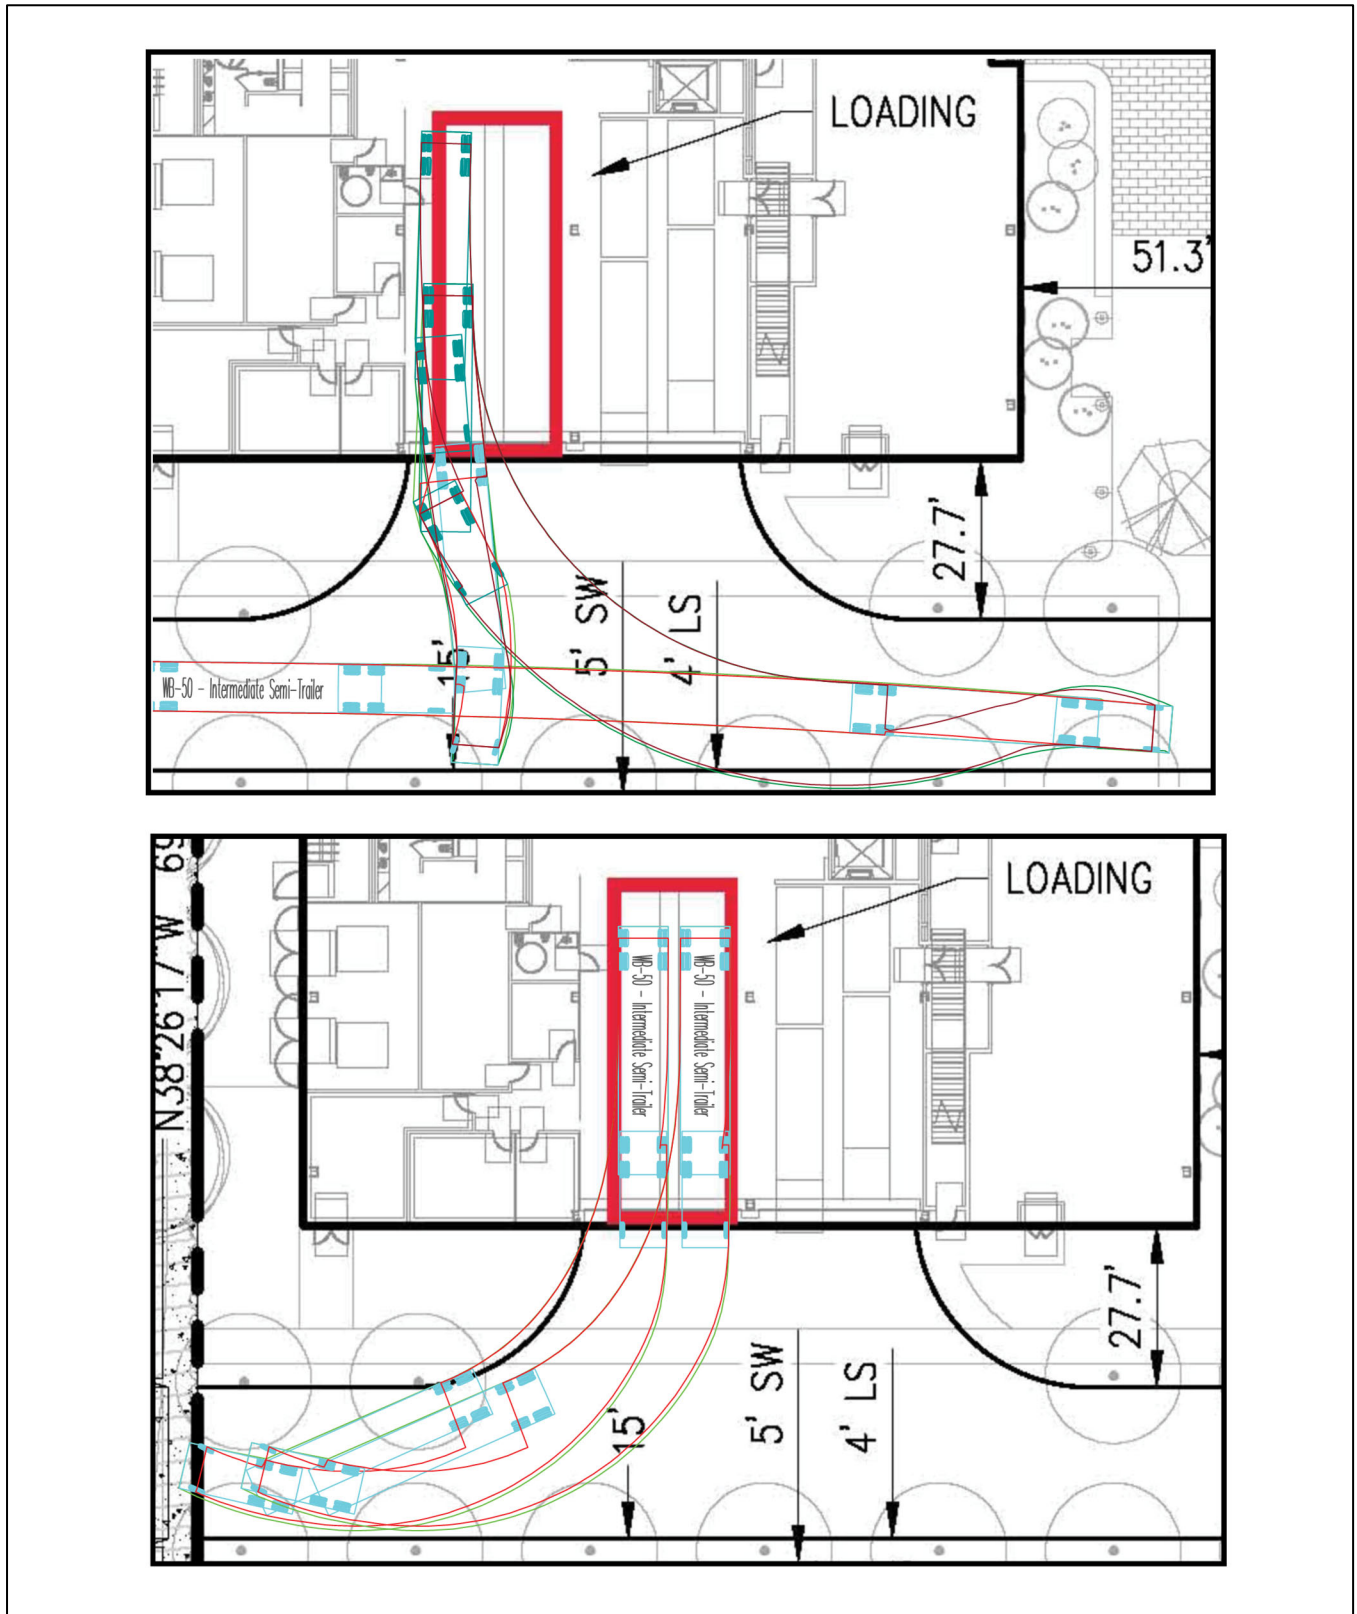 LOADING
51.3'
27.7'
5' SW
4' LS
15'
WB-50 - Intermediate Semi-Trailer
N38°26'17"W 69
LOADING
WB-50 - Intermediate Semi-Trailer
WB-50 - Intermediate Semi-Trailer
27.7'
5' SW
4' LS
15'